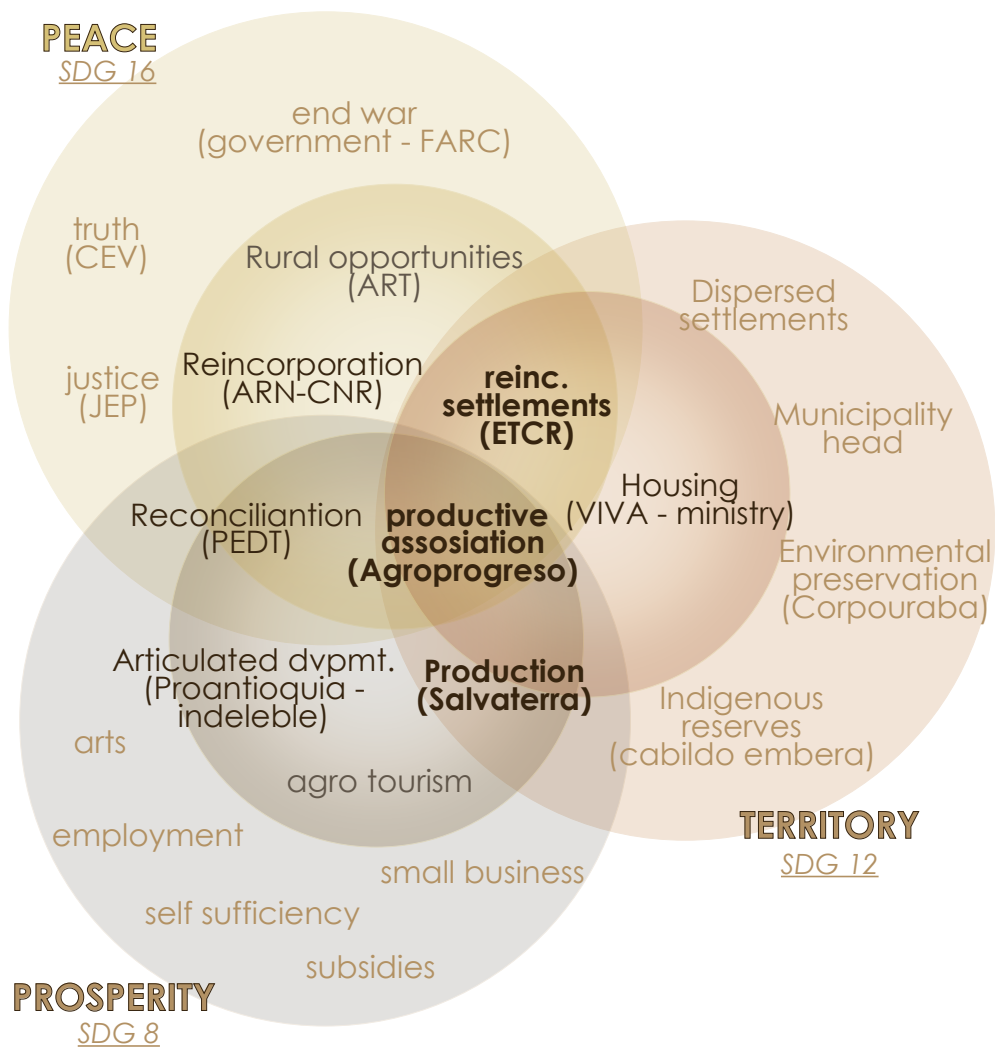 PEACE
SDG 16
end war
(government - FARC)
truth
(CEV)
Rural opportunities
(ART)
justice
(JEP)
Reincorporation
(ARN-CNR)
reinc.
settlements
(ETCR)
Dispersed
settlements
Municipality
head
Housing
(VIVA - ministry)
Reconciliantion
(PEDT)
productive
assosiation
(Agroprogreso)
Environmental
preservation
(Corpouraba)
Articulated dvpmt.
(Proantioquia -
indeleble)
Production
(Salvaterra)
Indigenous
reserves
(cabildo embera)
arts
agro tourism
TERRITORY
SDG 12
employment
small business
self sufficiency
subsidies
PROSPERITY
SDG 8